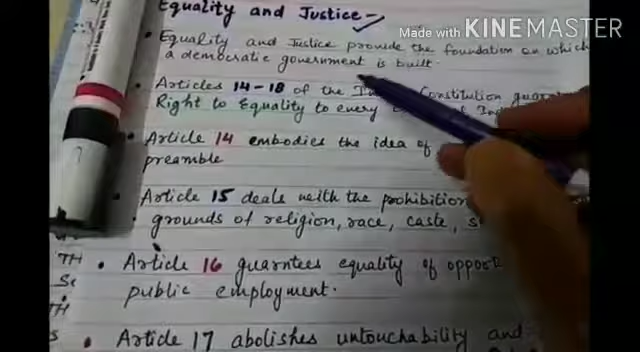 Made with KINEMASTER
Equality and Justice
• Equality and Justice provide the foundation on which
a democratic government is built.
• Articles 14-18 of the Constitution
Right to Equality to every
• Article 14 embodies the idea of
preamble
• Article 15 deals with the prohibition
grounds of religion, race, caste,
TH
• Article 16 guarntees equality of
public employment.
TH
• Article 17 abolishes untouchability and